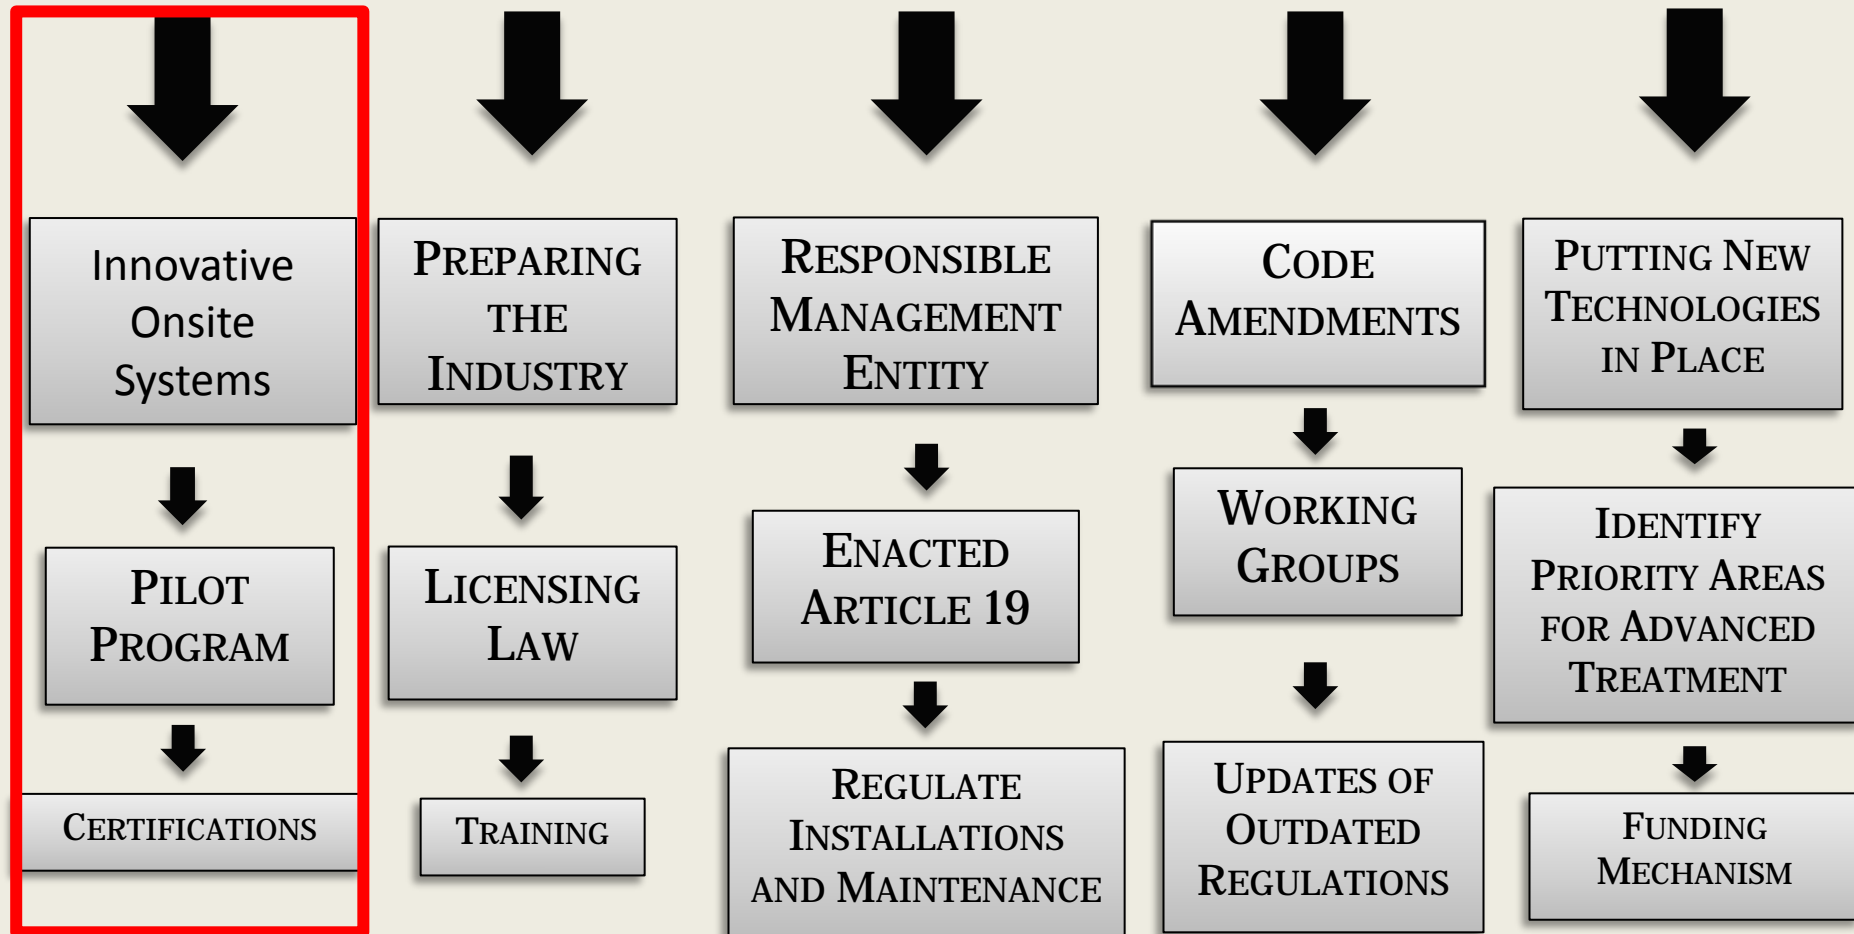 Innovative
Onsite
Systems
PILOT
PROGRAM
CERTIFICATIONS
PREPARING
THE
INDUSTRY
LICENSING
LAW
TRAINING
RESPONSIBLE
MANAGEMENT
ENTITY
ENACTED
ARTICLE 19
REGULATE
INSTALLATIONS
AND MAINTENANCE
CODE
AMENDMENTS
WORKING
GROUPS
UPDATES OF
OUTDATED
REGULATIONS
PUTTING NEW
TECHNOLOGIES
IN PLACE
IDENTIFY
PRIORITY AREAS
FOR ADVANCED
TREATMENT
FUNDING
MECHANISM